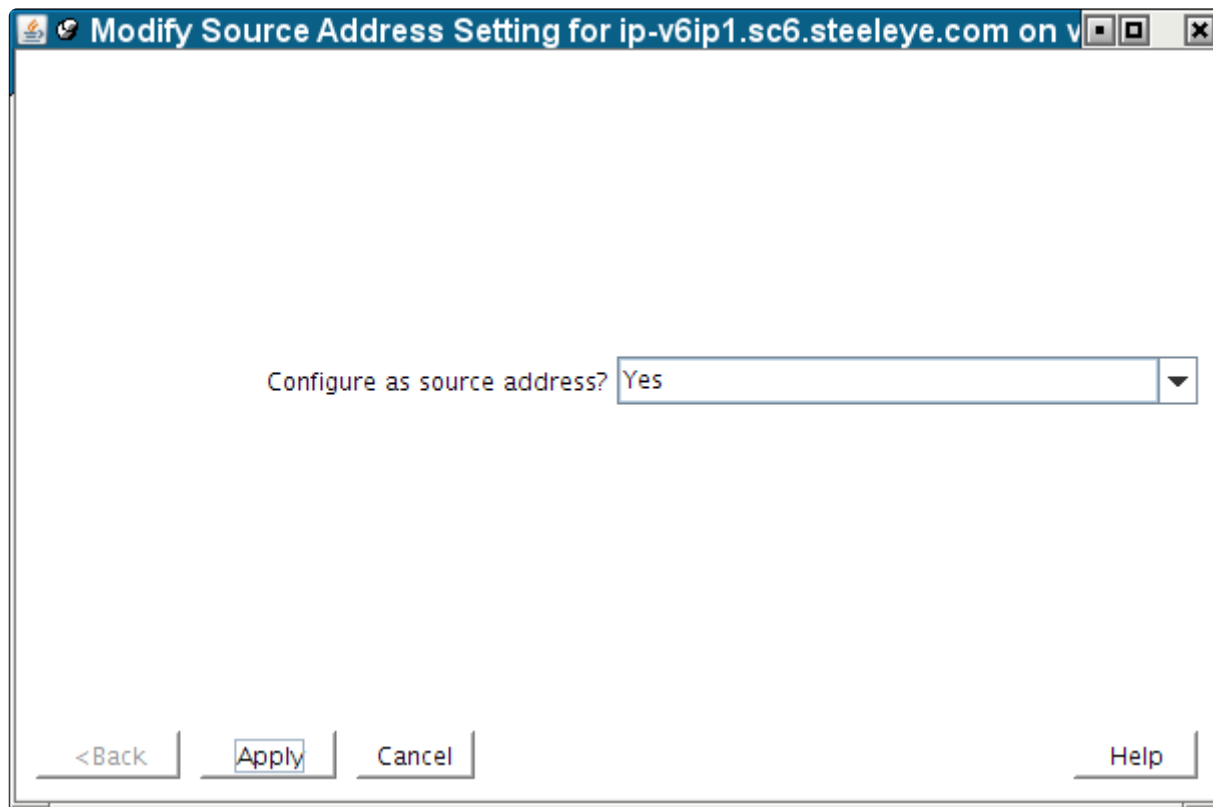 Modify Source Address Setting for ip-v6ip1.sc6.steeleye.com on v
Configure as source address? Yes
<Back Apply Cancel Help